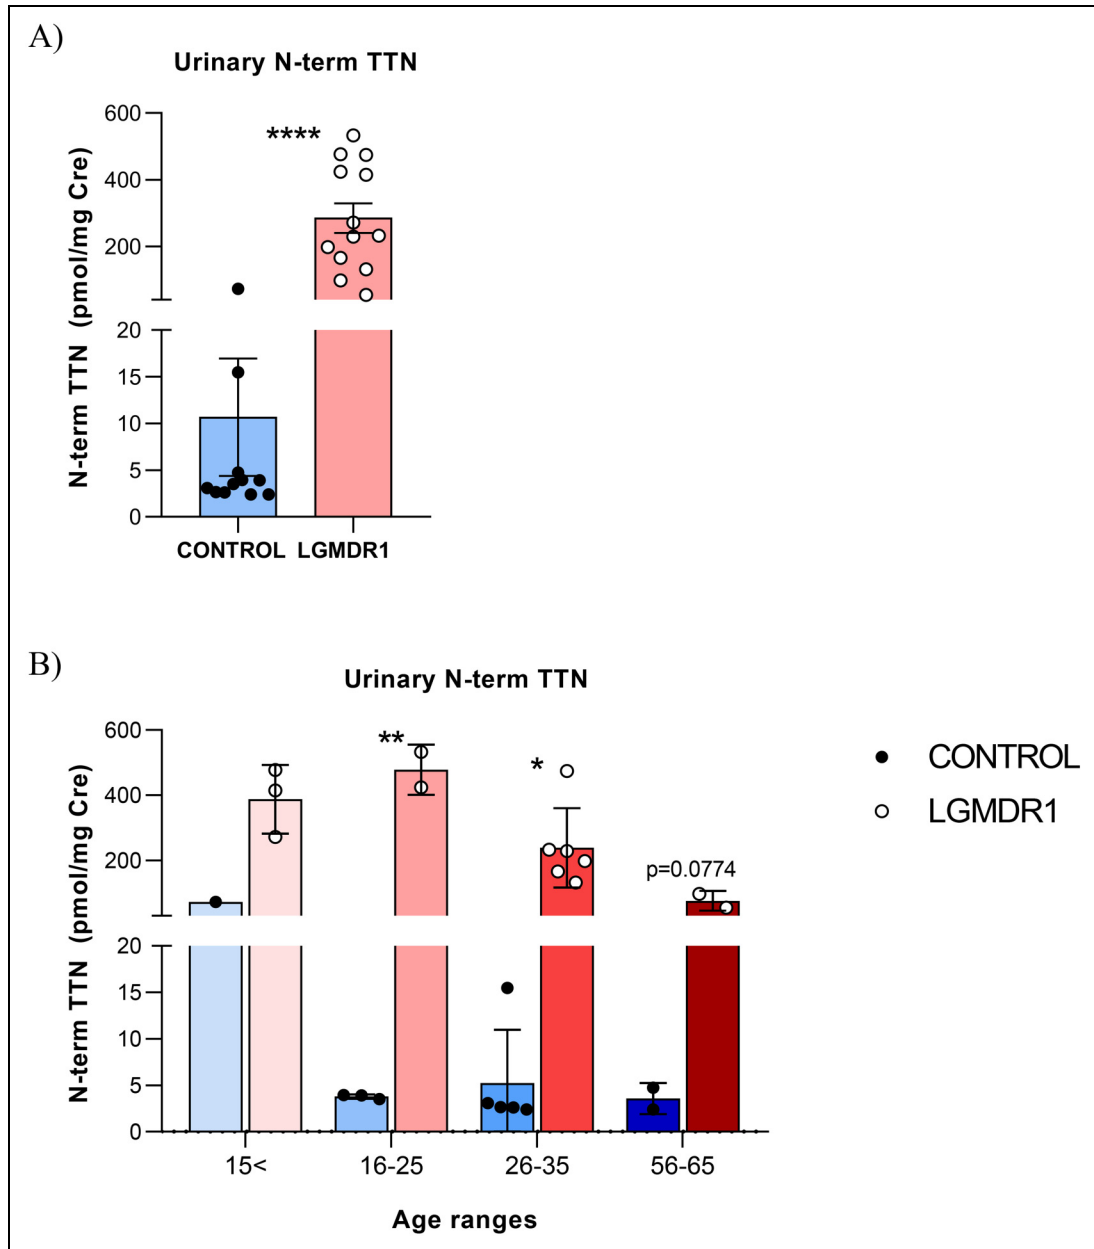 A)
Urinary N-term TTN
N-term TTN (pmol/mg Cre)
600
400
200
20
15
10
5
0
****
CONTROL LGMDR1
B)
Urinary N-term TTN
N-term TTN (pmol/mg Cre)
600
400
200
20
15
10
5
0
**
*
p=0.0774
15< 16-25 26-35 56-65
Age ranges
CONTROL
LGMDR1